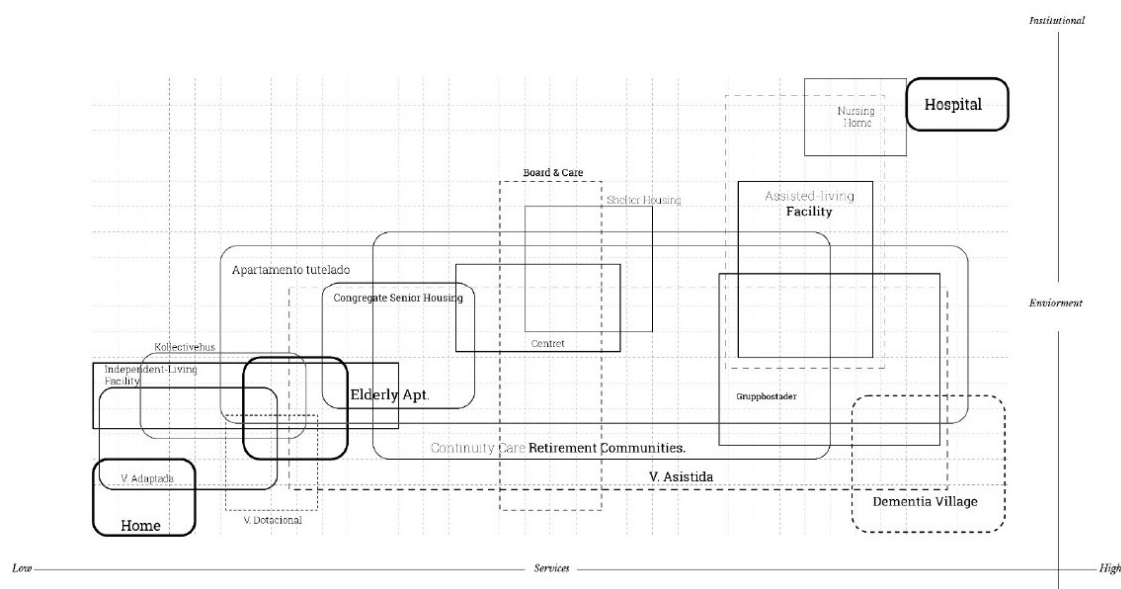 Institutional
Hospital
Nursing
Home
Board & Care
Shelter Housing
Assisted-living
Facility
Apartamento tutelado
Congregate Senior Housing
Enviorment
Kollectivehus
Centret
Independent-Living
Facility
Elderly Apt.
Gruppbostader
Continuity Care Retirement Communities.
V. Adaptada
V. Asistida
Dementia Village
Home
V. Dotacional
Low
Services
High